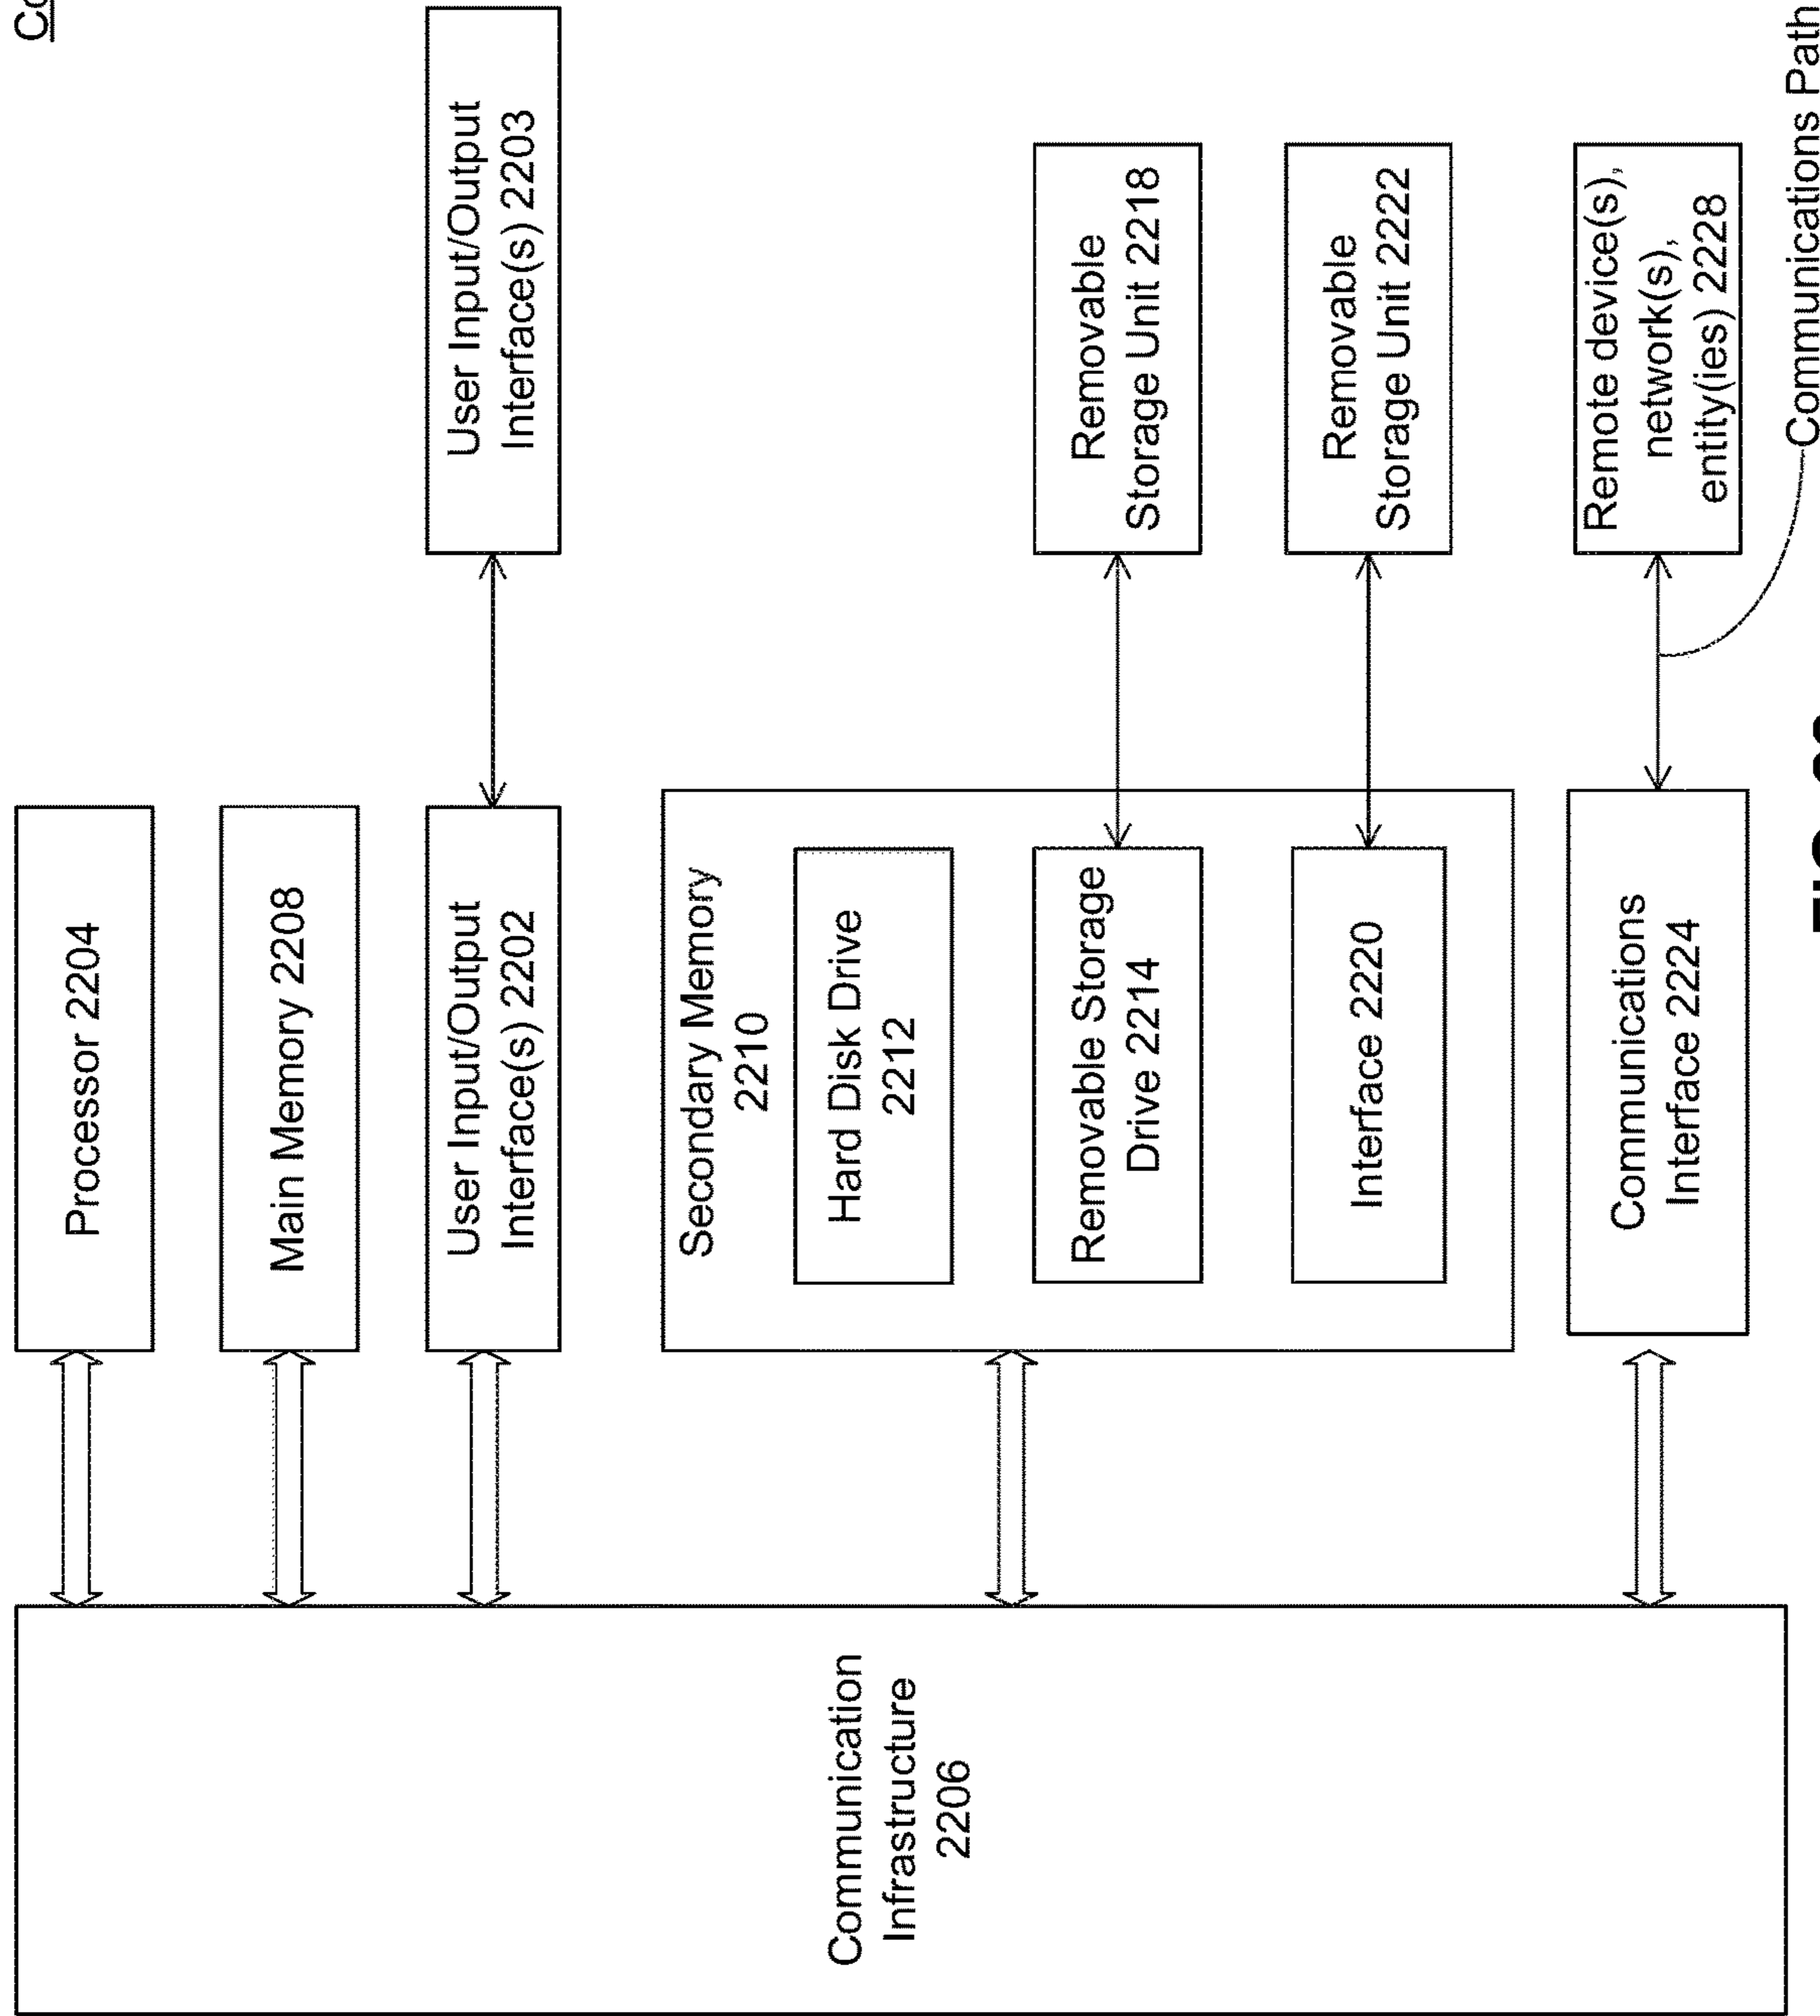 Processor 2204
Main Memory 2208
User Input/Output
Interface(s) 2202
User Input/Output
Interface(s) 2203
Secondary Memory
2210
Hard Disk Drive
2212
Removable Storage
Drive 2214
Removable
Storage Unit 2218
Interface 2220
Removable
Storage Unit 2222
Communication
Infrastructure
2206
Communications
Interface 2224
Remote device(s),
network(s),
entity(ies) 2228
Communications Path